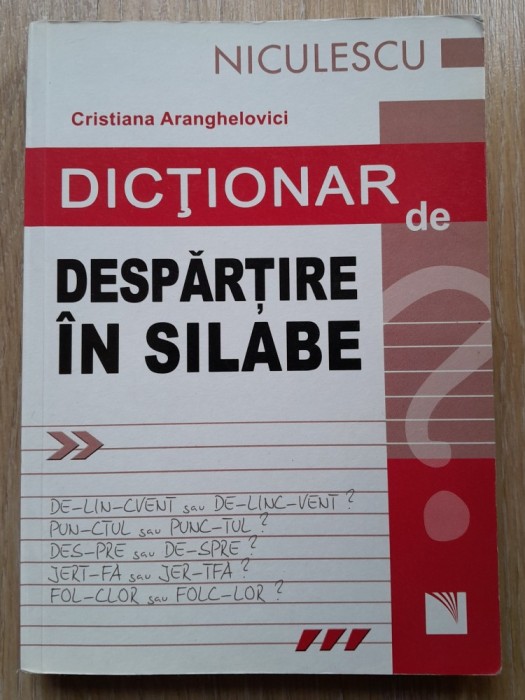 NICULESCU
Cristiana Aranghelovici
DICŢIONAR
de
DESPĂRŢIRE
ÎN SILABE
DE-LIN-CVENT sau DE-LINC-VENT?
PUN-CTUL sau PUNC-TUL?
DES-PRE sau DE-SPRE?
JERT-FA sau JER-TFA?
FOL-CLOR sau FOLC-LOR?